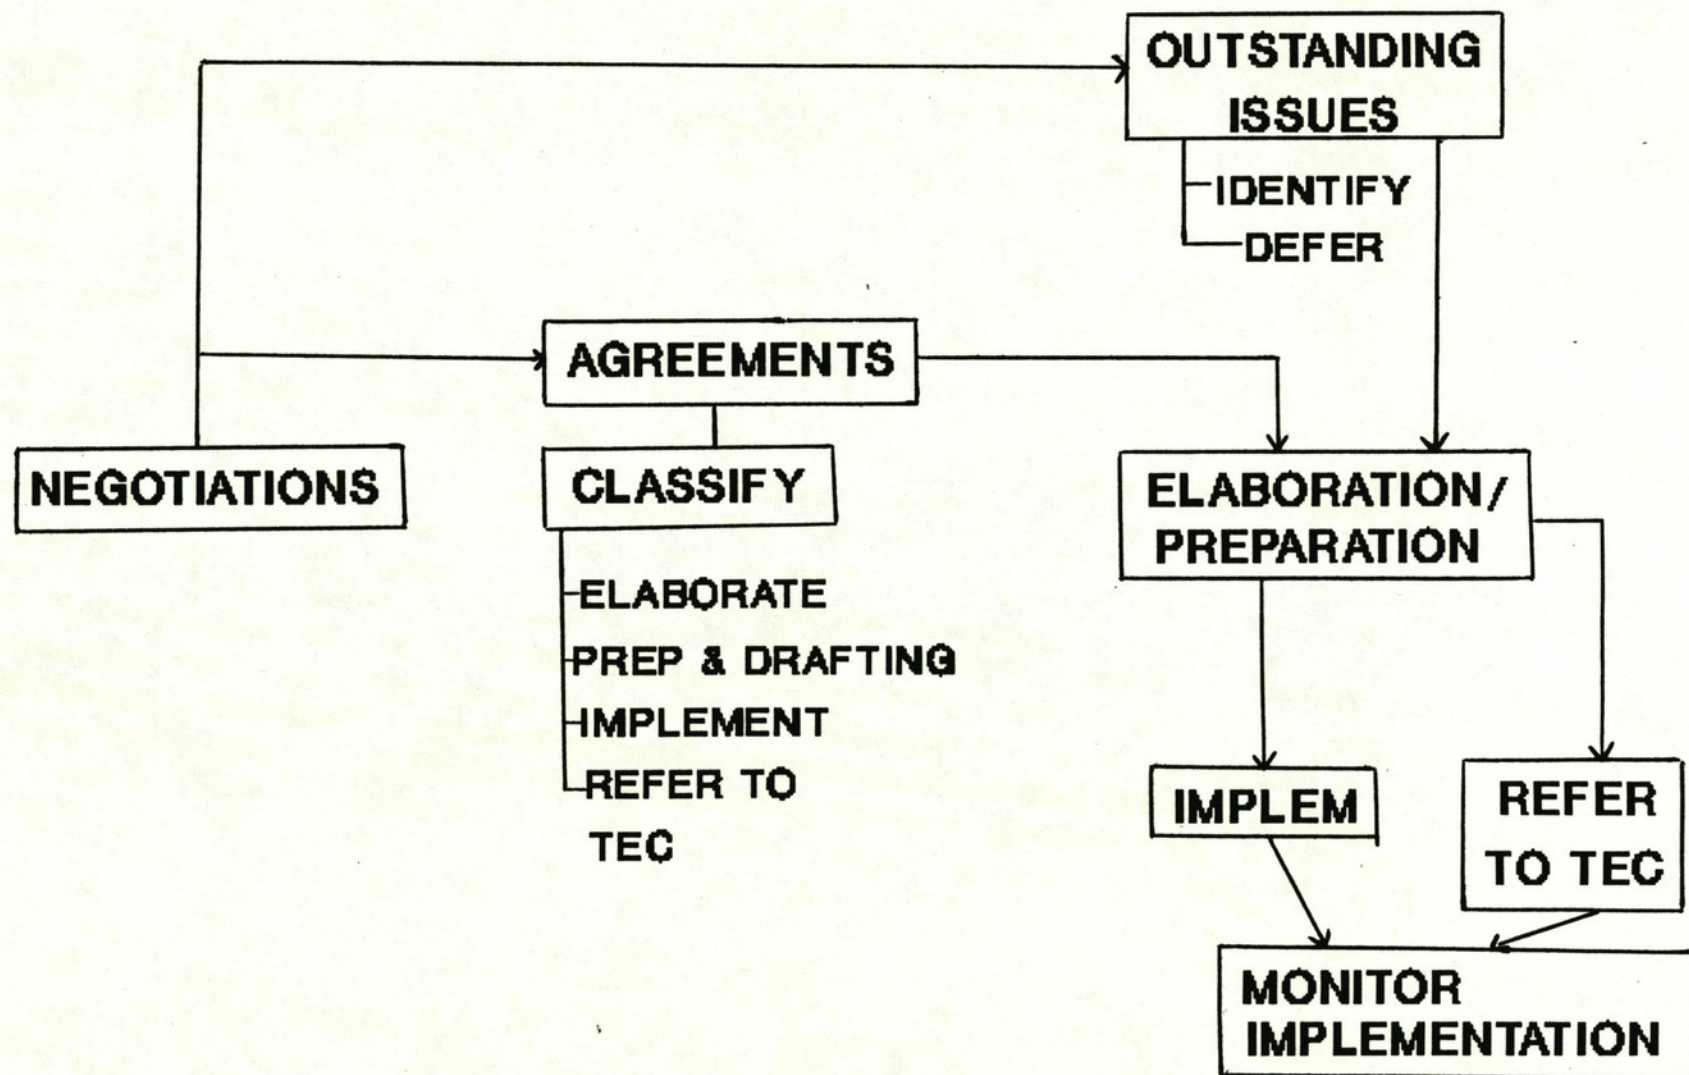 OUTSTANDING
ISSUES
IDENTIFY
DEFER
AGREEMENTS
NEGOTIATIONS
CLASSIFY
ELABORATE
PREP & DRAFTING
IMPLEMENT
REFER TO
TEC
ELABORATION/
PREPARATION
IMPLEM
REFER
TO TEC
MONITOR
IMPLEMENTATION